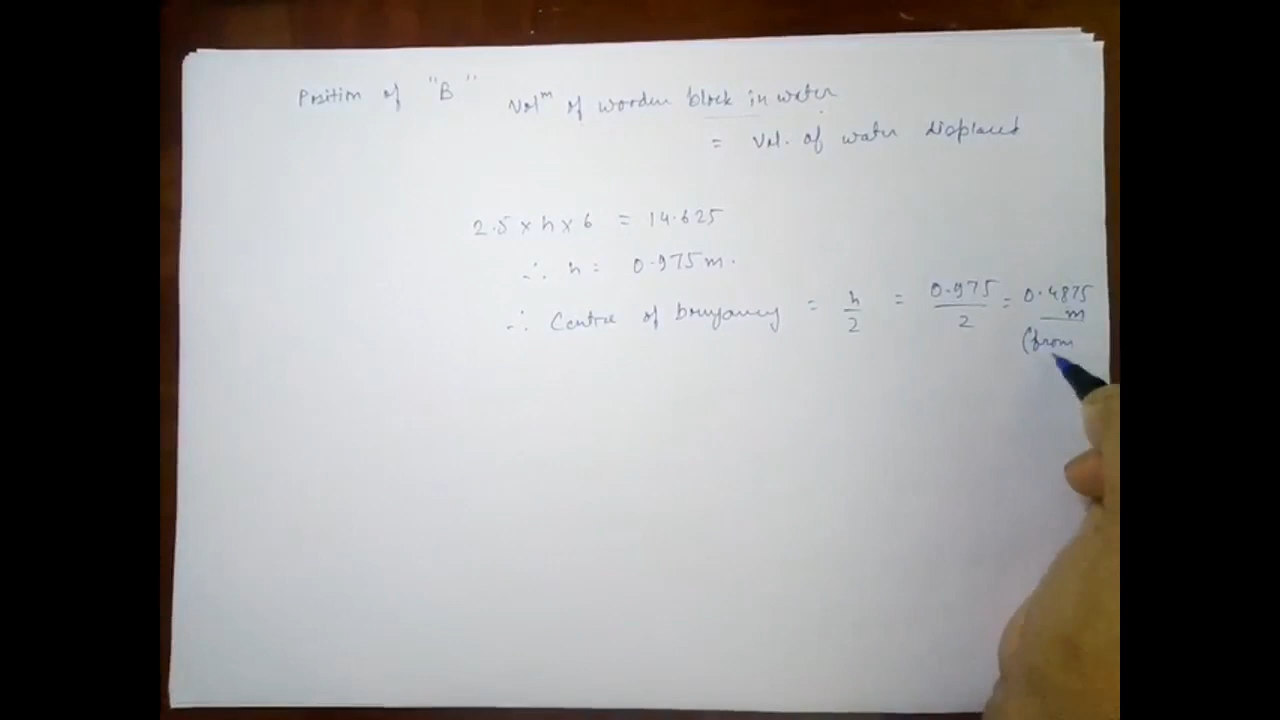 Position of "B" Volm of wooden block in water
= Vol. of water displaced
2.5 × h × 6 = 14.625
∴ h = 0.975 m.
∴ Centre of bouyancy = h/2 = 0.975/2 = 0.4875 m
(from